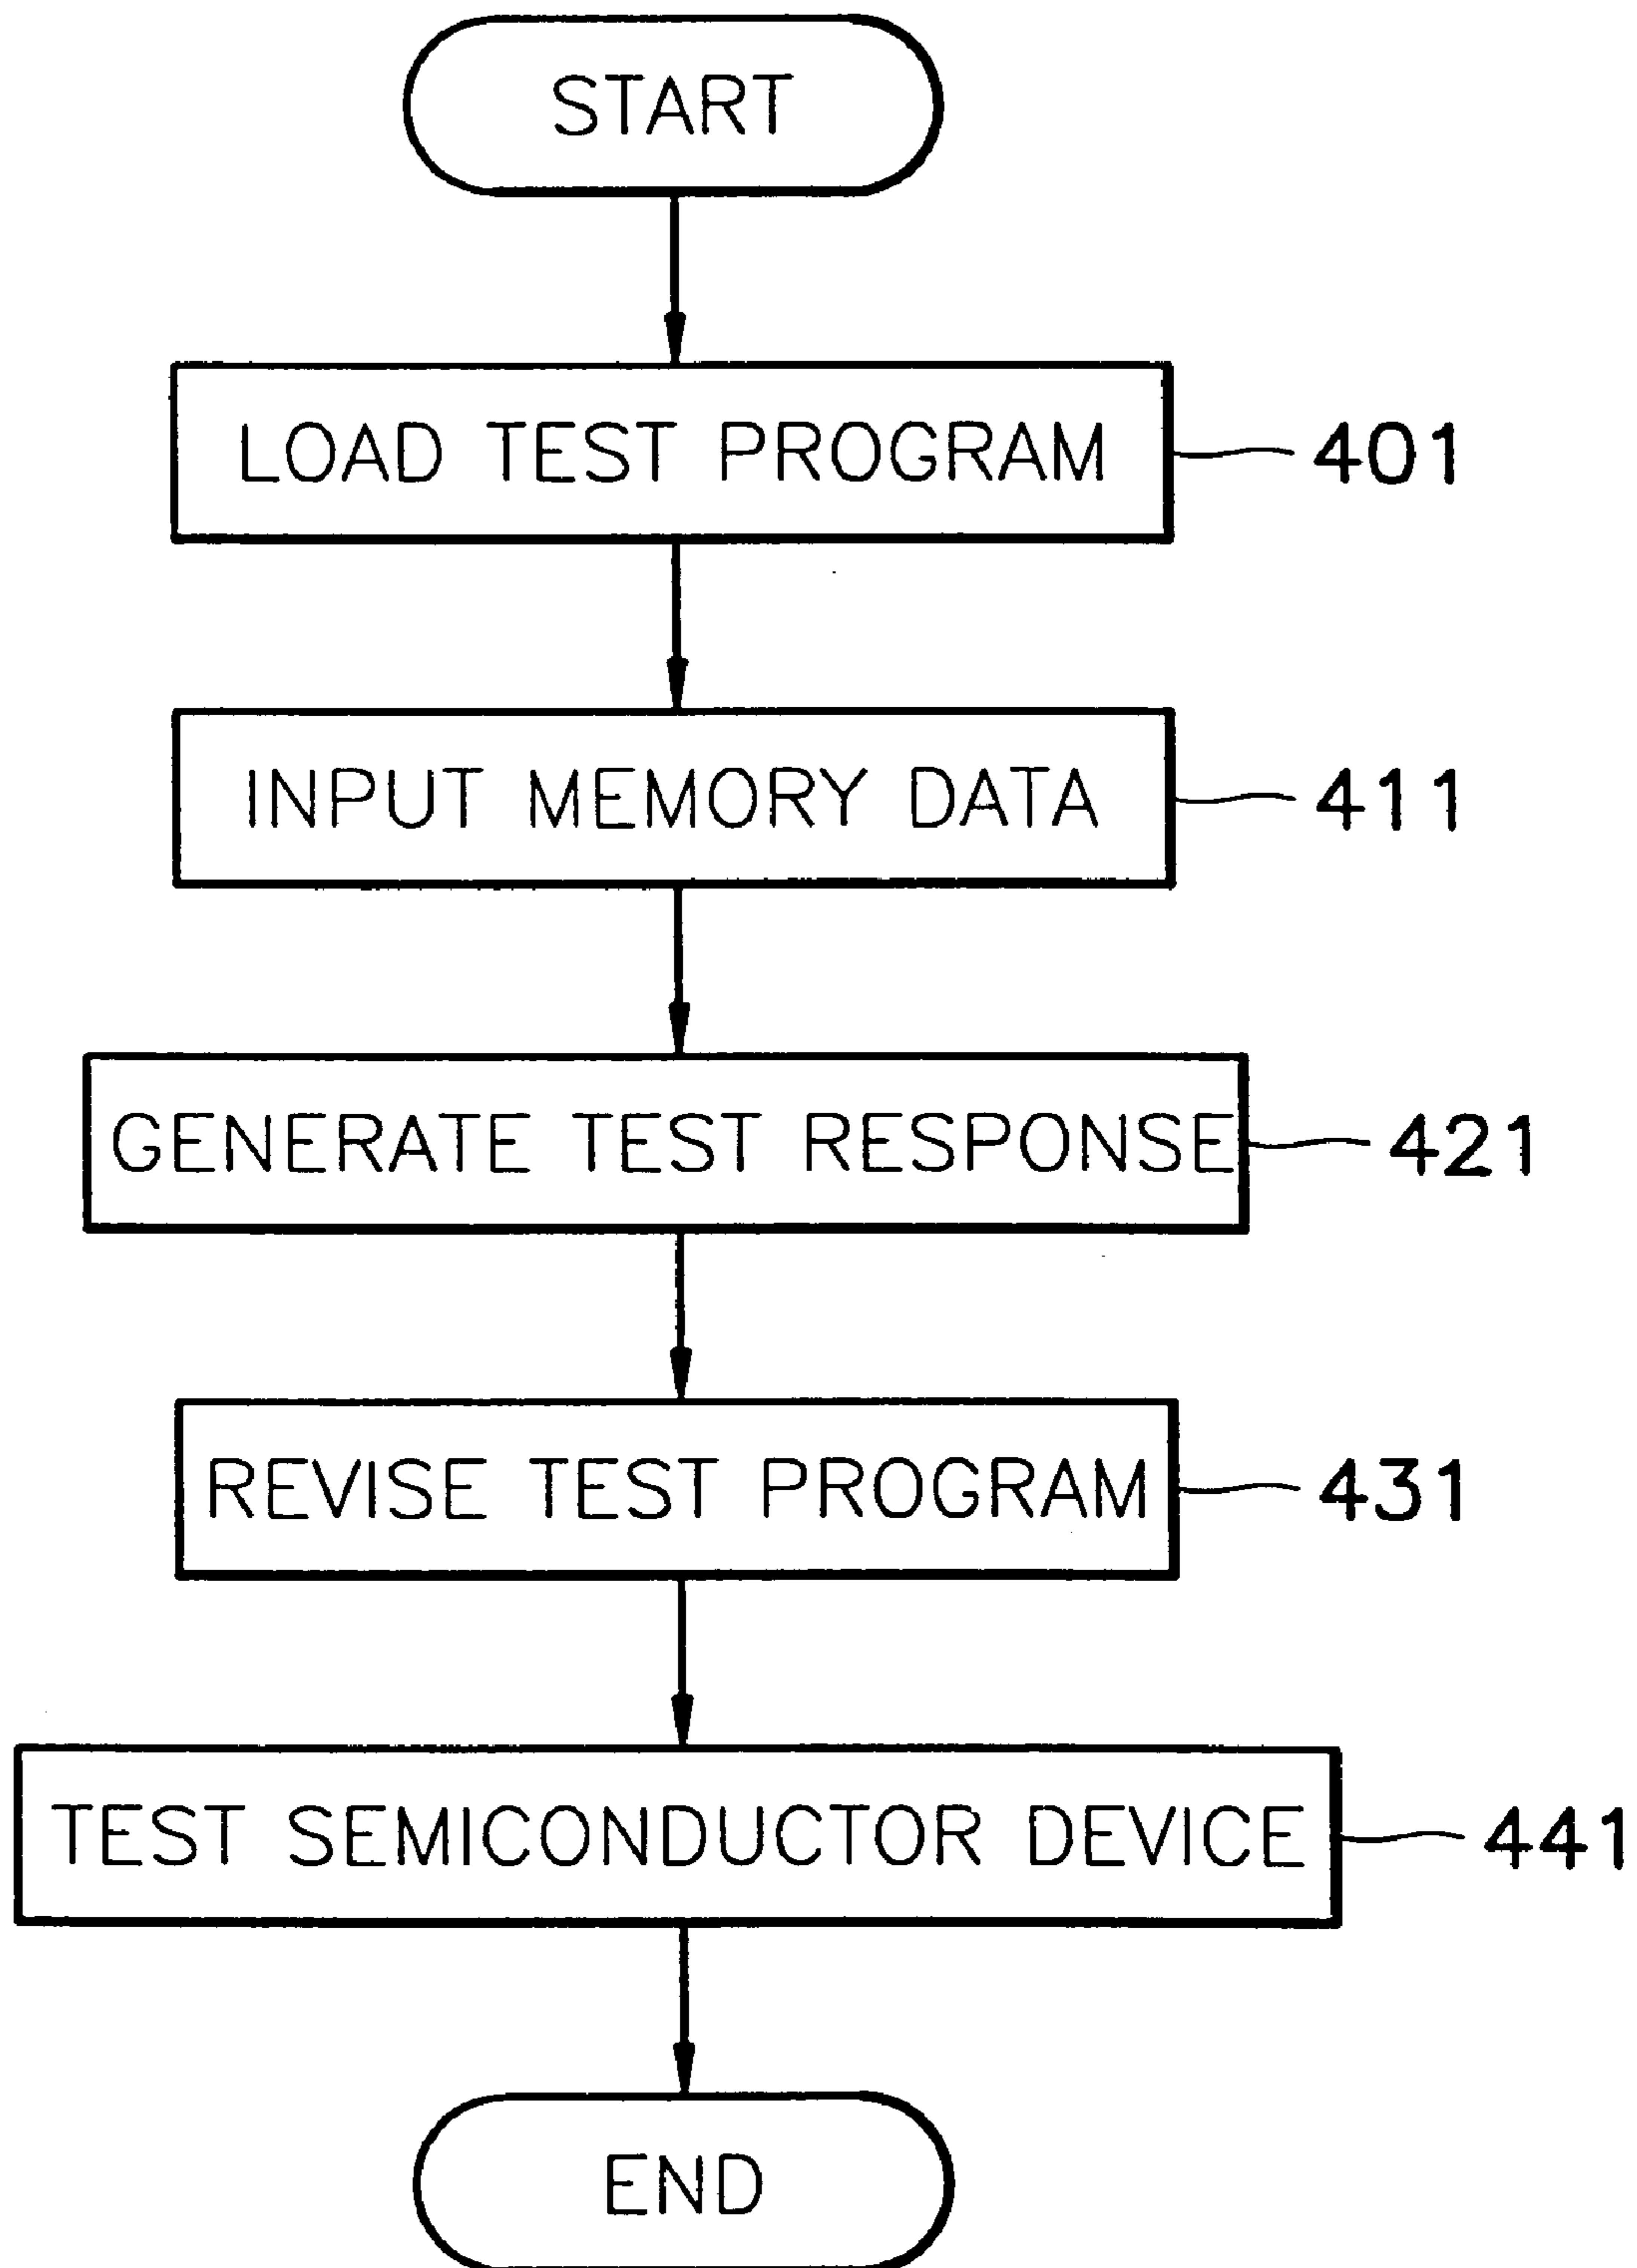 START
LOAD TEST PROGRAM 401
INPUT MEMORY DATA 411
GENERATE TEST RESPONSE 421
REVISE TEST PROGRAM 431
TEST SEMICONDUCTOR DEVICE 441
END